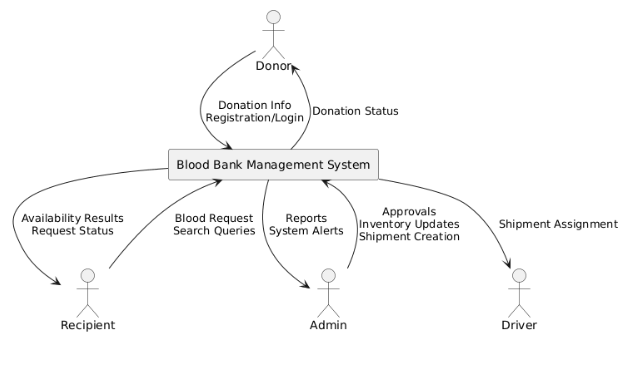 Donor
Donation Info
Registration/Login
Donation Status
Blood Bank Management System
Availability Results
Request Status
Blood Request
Search Queries
Reports
System Alerts
Approvals
Inventory Updates
Shipment Creation
Shipment Assignment
Recipient
Admin
Driver